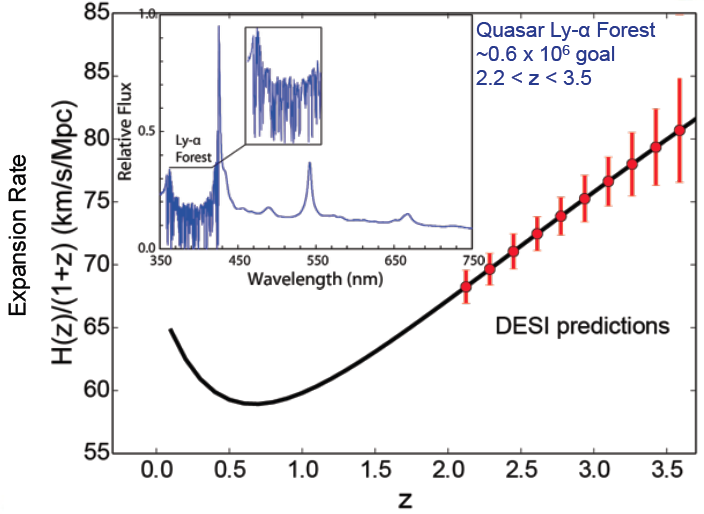 Quasar Ly-α Forest
~0.6 x 10⁶ goal
2.2 < z < 3.5
Expansion Rate
H(z)/(1+z) (km/s/Mpc)
85
85
80
75
70
65
60
55
0.0 0.5 1.0 1.5 2.0 2.5 3.0 3.5
z
DESI predictions
Relative Flux
1.0
0.5
0.0
Ly-α
Forest
350 450 550 650 750
Wavelength (nm)